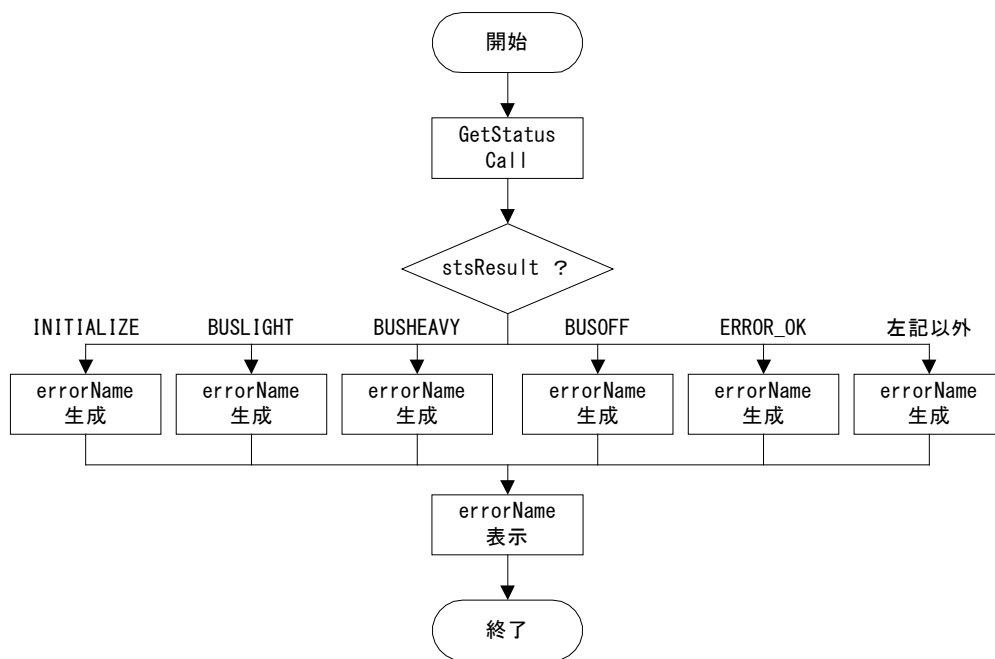 開始
GetStatus
Call
stsResult ？
INITIALIZE
BUSLIGHT
BUSHEAVY
BUSOFF
ERROR_OK
左記以外
errorName
生成
errorName
生成
errorName
生成
errorName
生成
errorName
生成
errorName
生成
errorName
表示
終了